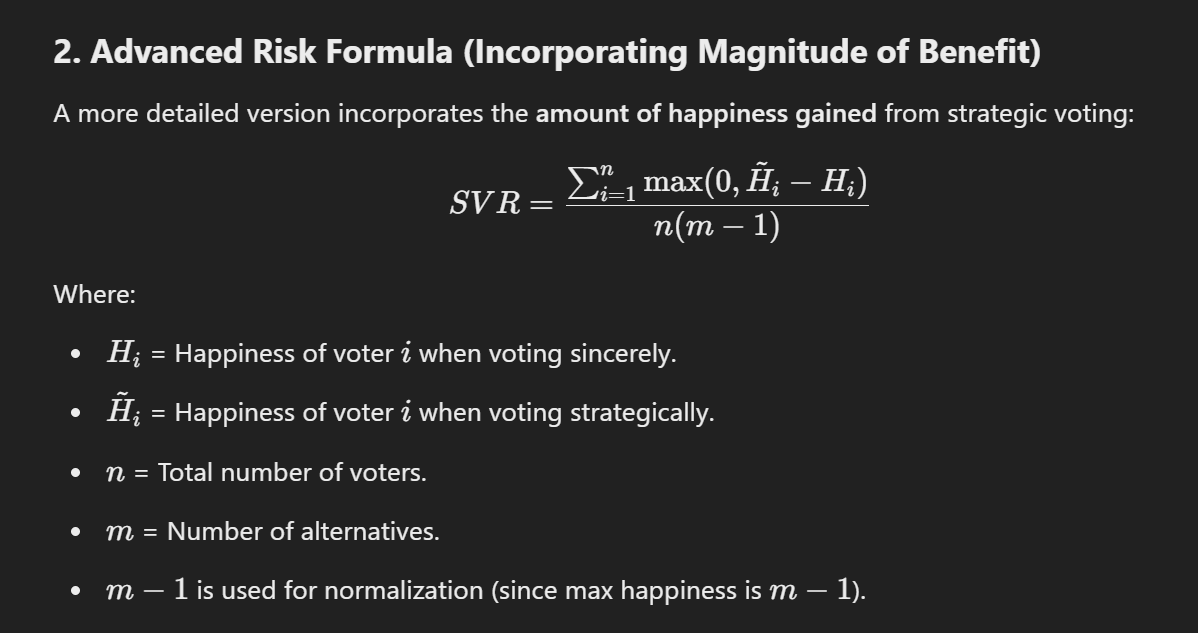 2. Advanced Risk Formula (Incorporating Magnitude of Benefit)
A more detailed version incorporates the amount of happiness gained from strategic voting:
SVR = \frac{\sum_{i=1}^{n} \max(0, \tilde{H}_i - H_i)}{n(m - 1)}
Where:
• H_i = Happiness of voter i when voting sincerely.
• \tilde{H}_i = Happiness of voter i when voting strategically.
• n = Total number of voters.
• m = Number of alternatives.
• m − 1 is used for normalization (since max happiness is m − 1).